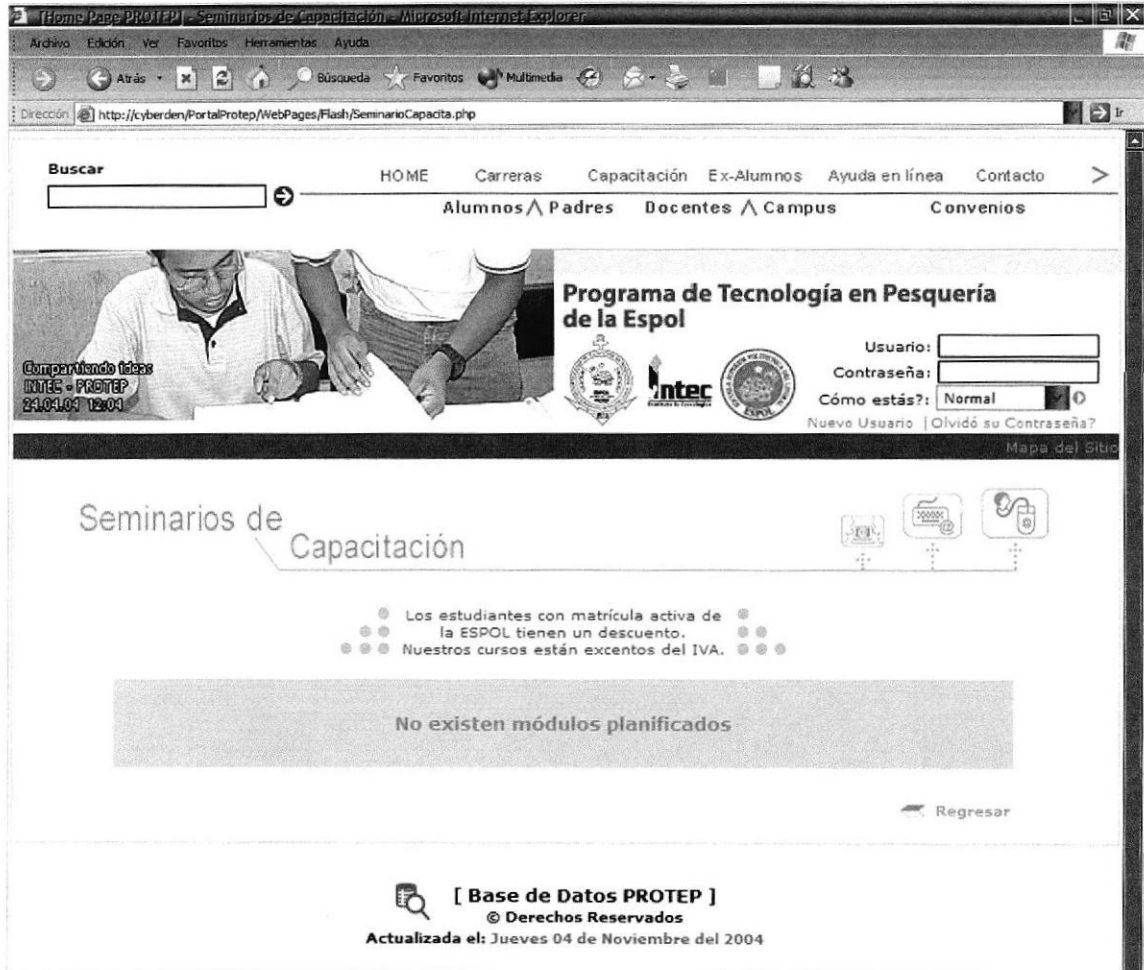 [Home Page PROTEP] - Seminarios de Capacitación - Microsoft Internet Explorer
Archivo Edición Ver Favoritos Herramientas Ayuda
Atrás Búsqueda Favoritos Multimedia
Dirección http://cyberden/PortalProtep/WebPages/Flash/SeminarioCapacita.php Ir
Buscar
HOME Carreras Capacitación Ex-Alumnos Ayuda en línea Contacto >
Alumnos Padres Docentes Campus Convenios
Programa de Tecnología en Pesquería
de la Espol
Compartiendo ideas
INTEC - PROTEP
24.04.04 12:04
Intec
ESPOL
Usuario:
Contraseña:
Cómo estás?: Normal
Nuevo Usuario | Olvidó su Contraseña?
Mapa del Sitio
Seminarios de
Capacitación
Los estudiantes con matrícula activa de
la ESPOL tienen un descuento.
Nuestros cursos están excentos del IVA.
No existen módulos planificados
Regresar
[ Base de Datos PROTEP ]
© Derechos Reservados
Actualizada el: Jueves 04 de Noviembre del 2004